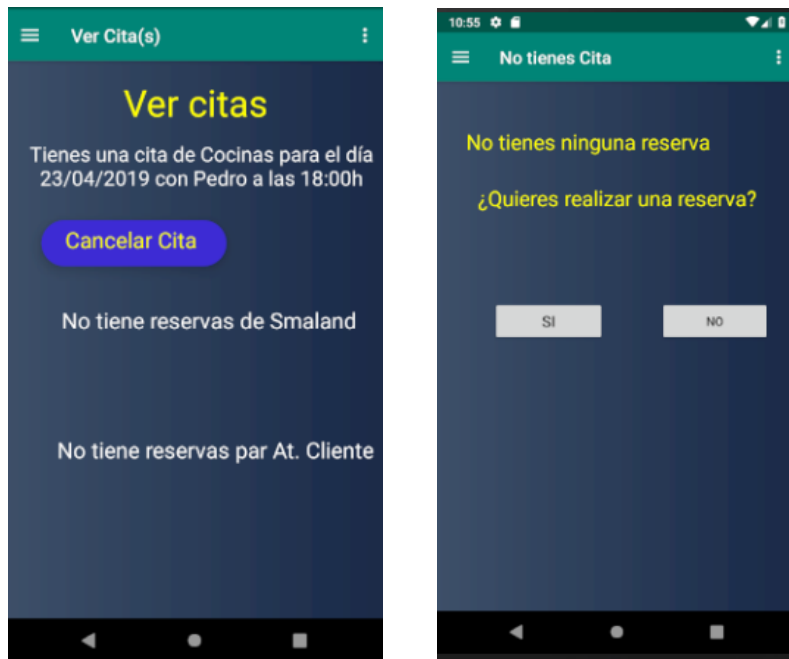 Ver Cita(s)
Ver citas
Tienes una cita de Cocinas para el día
23/04/2019 con Pedro a las 18:00h
Cancelar Cita
No tiene reservas de Smaland
No tiene reservas par At. Cliente
10:55
No tienes Cita
No tienes ninguna reserva
¿Quieres realizar una reserva?
SI
NO